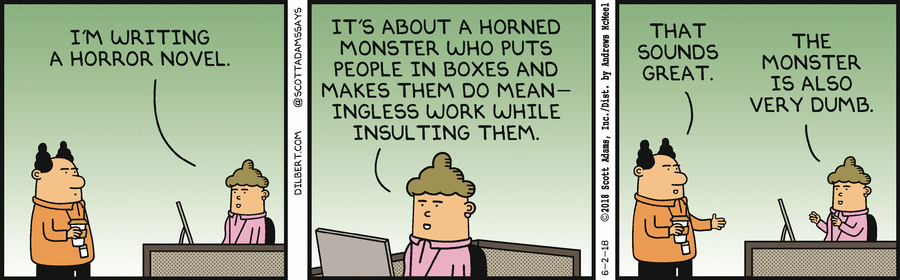 I'M WRITING
A HORROR NOVEL.
DILBERT.COM @SCOTTADAMSSAYS
IT'S ABOUT A HORNED
MONSTER WHO PUTS
PEOPLE IN BOXES AND
MAKES THEM DO MEAN-
INGLESS WORK WHILE
INSULTING THEM.
6-2-18 ©2018 Scott Adams, Inc./Dist. by Andrews McMeel
THAT
SOUNDS
GREAT.
THE
MONSTER
IS ALSO
VERY DUMB.